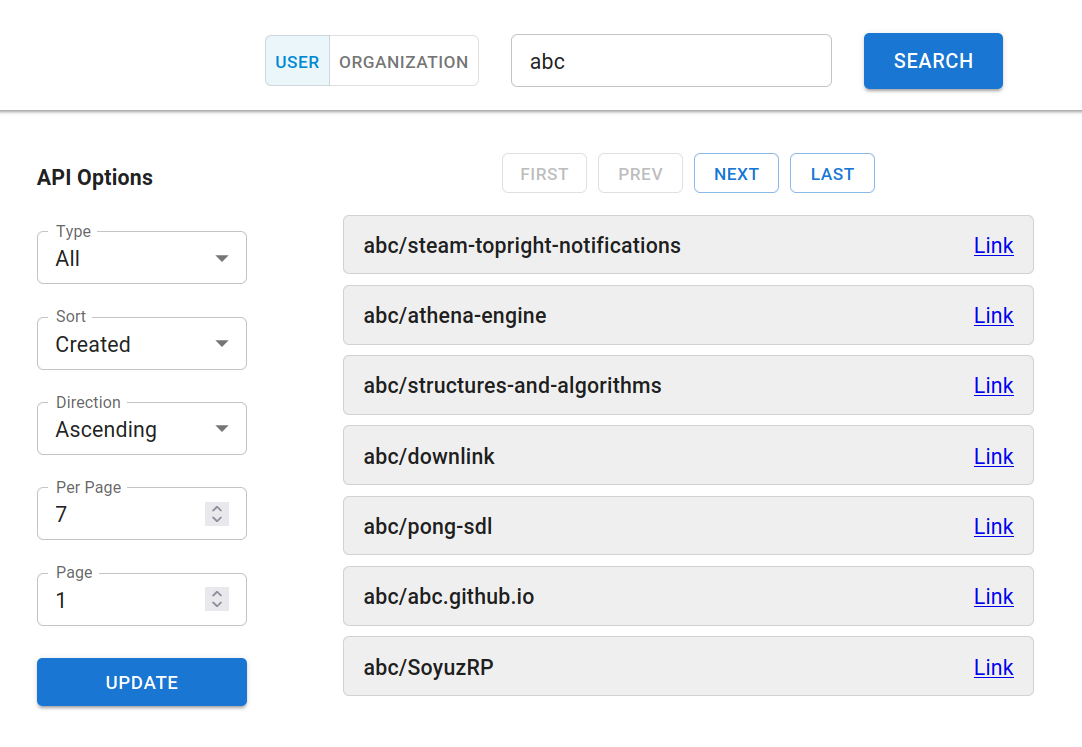 USER ORGANIZATION abc SEARCH
API Options
Type
All
Sort
Created
Direction
Ascending
Per Page
7
Page
1
UPDATE
FIRST PREV NEXT LAST
abc/steam-topright-notifications Link
abc/athena-engine Link
abc/structures-and-algorithms Link
abc/downlink Link
abc/pong-sdl Link
abc/abc.github.io Link
abc/SoyuzRP Link